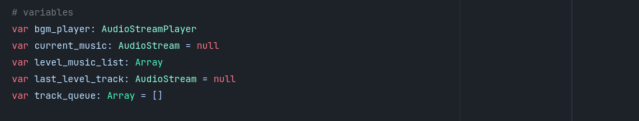 # variables
var bgm_player: AudioStreamPlayer
var current_music: AudioStream = null
var level_music_list: Array
var last_level_track: AudioStream = null
var track_queue: Array = []